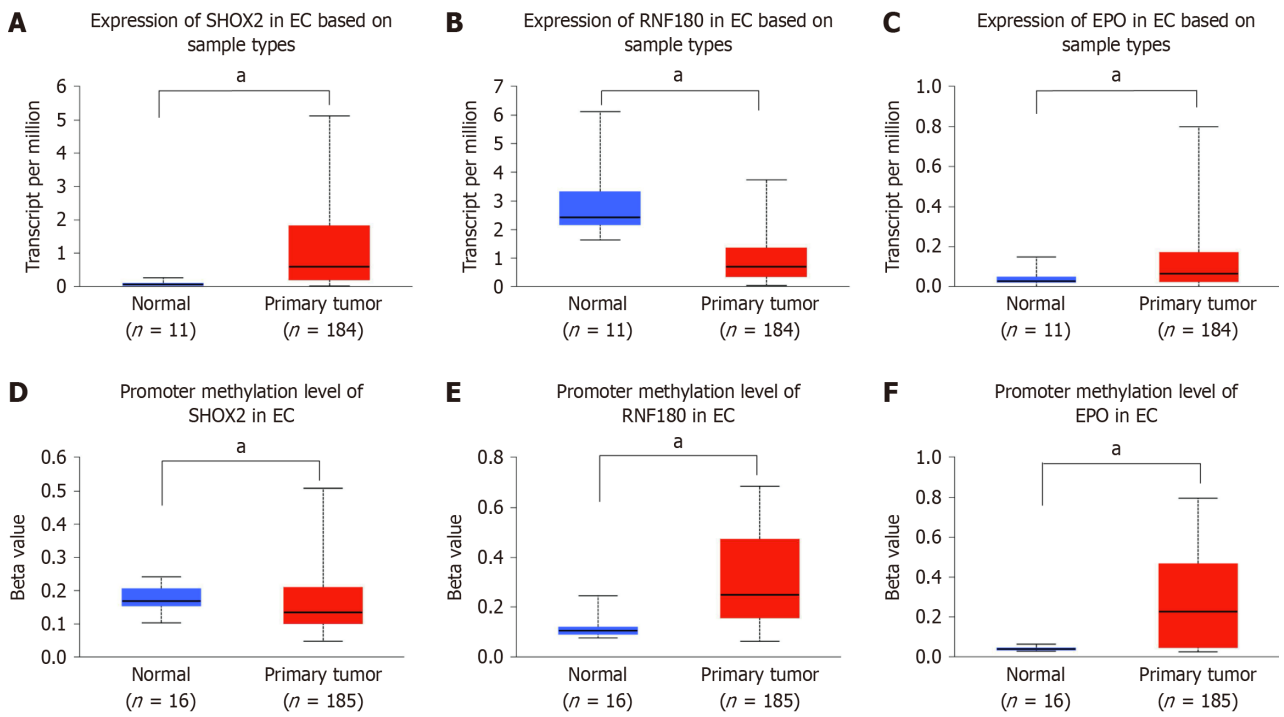 A
Expression of SHOX2 in EC based on
sample types
a
Transcript per million
6
5
4
3
2
1
0
Normal
Primary tumor
(n = 11)
(n = 184)
B
Expression of RNF180 in EC based on
sample types
a
Transcript per million
7
6
5
4
3
2
1
0
Normal
Primary tumor
(n = 11)
(n = 184)
C
Expression of EPO in EC based on
sample types
a
Transcript per million
1.0
0.8
0.6
0.4
0.2
0.0
Normal
Primary tumor
(n = 11)
(n = 184)
D
Promoter methylation level of
SHOX2 in EC
a
Beta value
0.6
0.5
0.4
0.3
0.2
0.1
0.0
Normal
Primary tumor
(n = 16)
(n = 185)
E
Promoter methylation level of
RNF180 in EC
a
Beta value
0.8
0.6
0.4
0.2
0.0
Normal
Primary tumor
(n = 16)
(n = 185)
F
Promoter methylation level of
EPO in EC
a
Beta value
1.0
0.8
0.6
0.4
0.2
0.0
Normal
Primary tumor
(n = 16)
(n = 185)